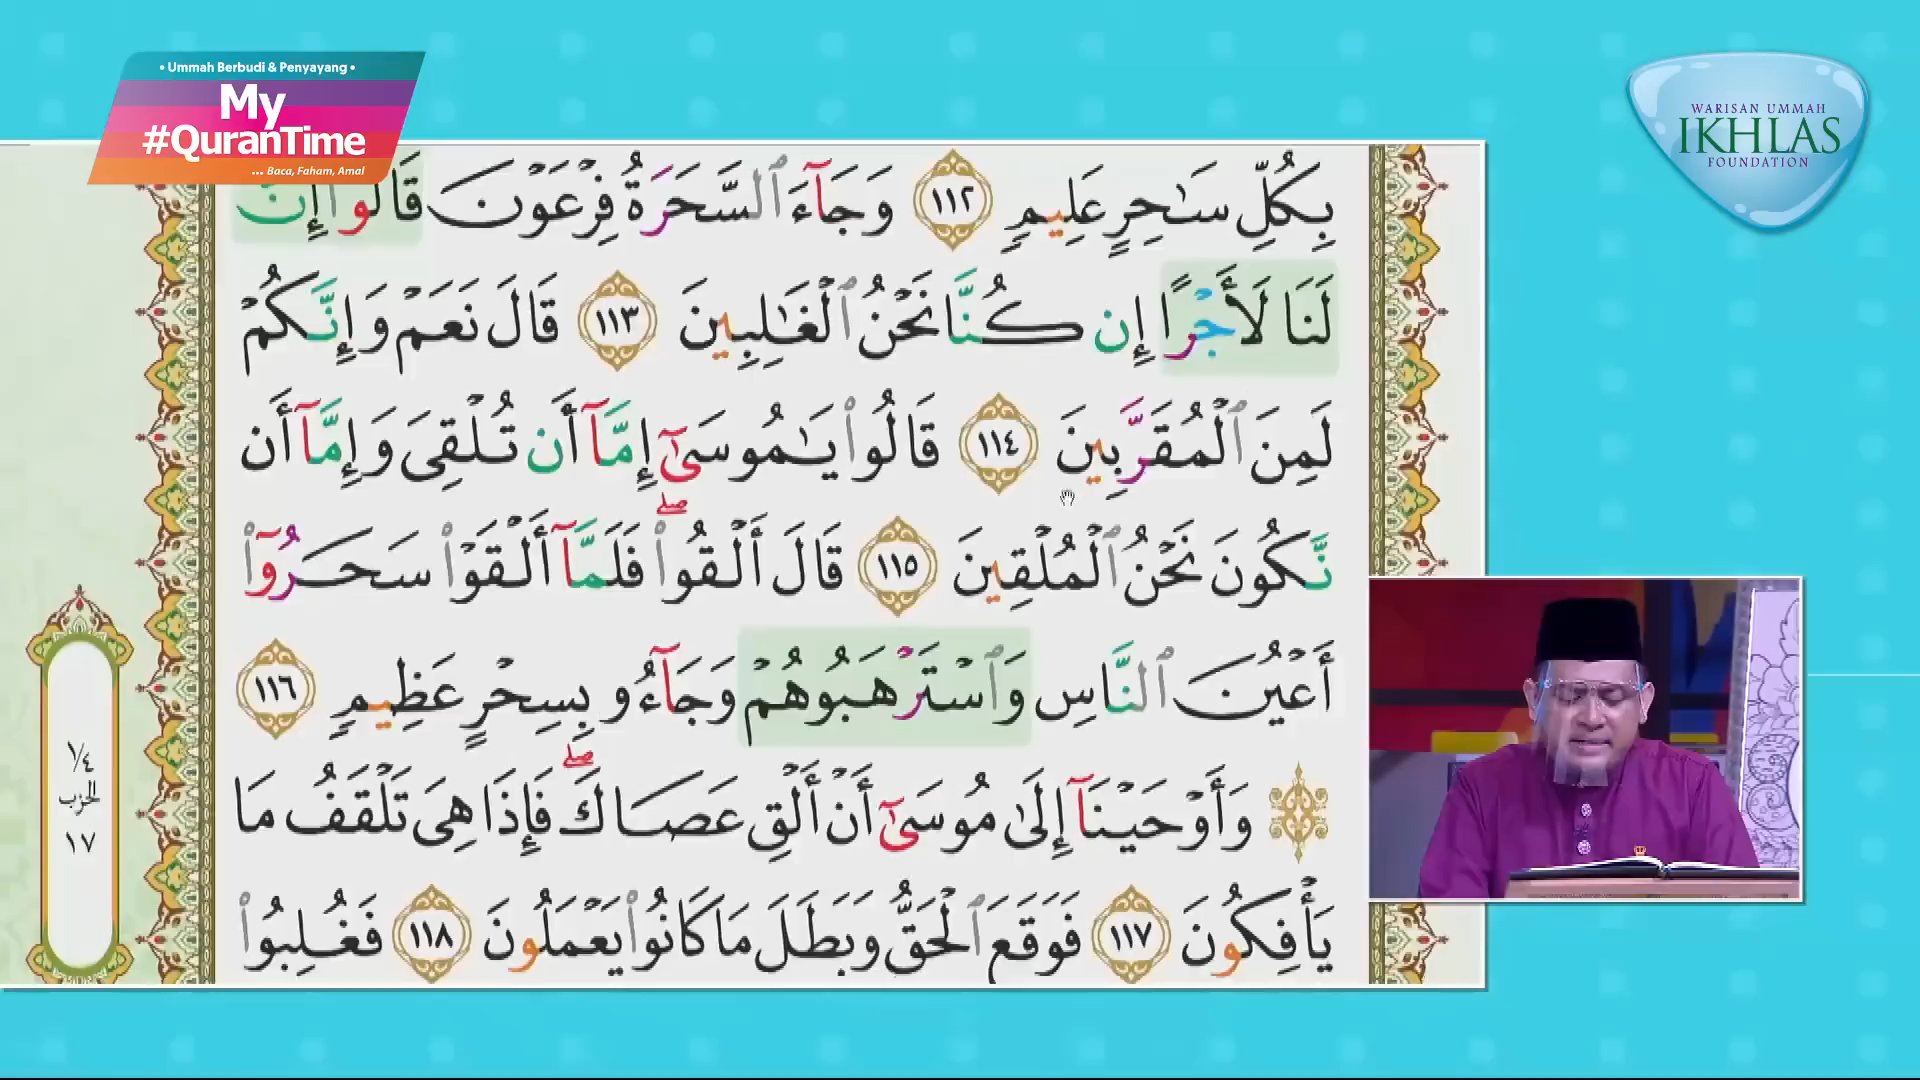 • Ummah Berbudi & Penyayang •
My
#QuranTime
... Baca, Faham, Amal
WARISAN UMMAH
IKHLAS
FOUNDATION
بِكُلِّ سَـٰحِرٍ عَلِيمٍ ١١٢ وَجَآءَ ٱلسَّحَرَةُ فِرْعَوْنَ قَالُوٓا۟ إِنَّ
لَنَا لَأَجْرًا إِن كُنَّا نَحْنُ ٱلْغَـٰلِبِينَ ١١٣ قَالَ نَعَمْ وَإِنَّكُمْ
لَمِنَ ٱلْمُقَرَّبِينَ ١١٤ قَالُوا۟ يَـٰمُوسَىٰٓ إِمَّآ أَن تُلْقِىَ وَإِمَّآ أَن
نَّكُونَ نَحْنُ ٱلْمُلْقِينَ ١١٥ قَالَ أَلْقُوا۟ ۖ فَلَمَّآ أَلْقَوْا۟ سَحَرُوٓا۟
أَعْيُنَ ٱلنَّاسِ وَٱسْتَرْهَبُوهُمْ وَجَآءُو بِسِحْرٍ عَظِيمٍ ١١٦
۞ وَأَوْحَيْنَآ إِلَىٰ مُوسَىٰٓ أَنْ أَلْقِ عَصَاكَ ۖ فَإِذَا هِىَ تَلْقَفُ مَا
يَأْفِكُونَ ١١٧ فَوَقَعَ ٱلْحَقُّ وَبَطَلَ مَا كَانُوا۟ يَعْمَلُونَ ١١٨ فَغُلِبُوا۟
١/٤
الحزب
١٧